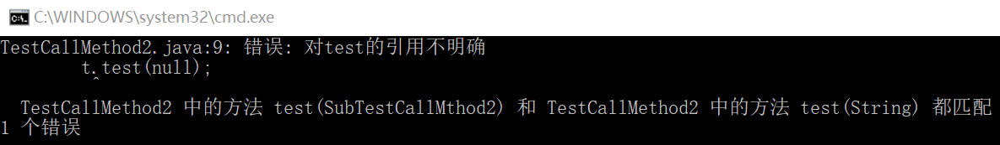 C:\WINDOWS\system32\cmd.exe
TestCallMethod2.java:9: 错误: 对test的引用不明确
t.test(null);
^
TestCallMethod2 中的方法 test(SubTestCallMthod2) 和 TestCallMethod2 中的方法 test(String) 都匹配
1 个错误